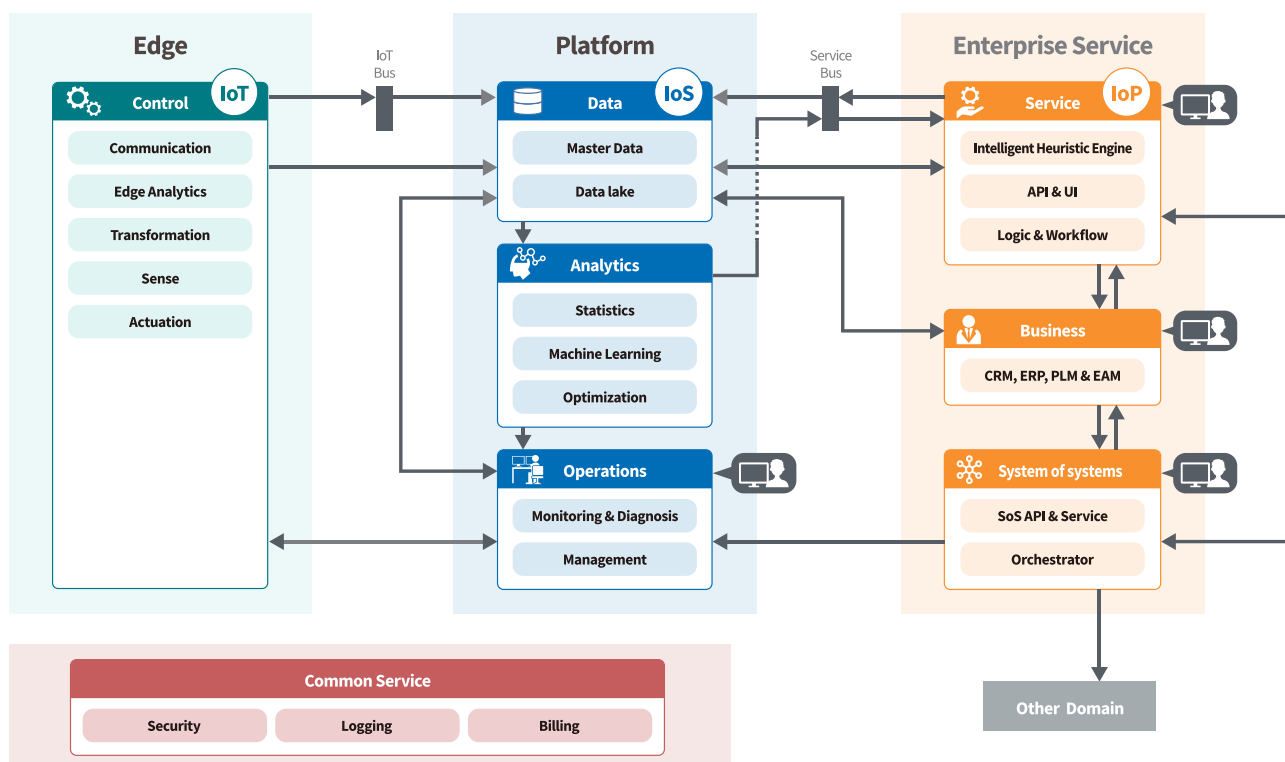 Edge
IoT
Bus
Platform
Service
Bus
Enterprise Service
Control
IoT
Communication
Edge Analytics
Transformation
Sense
Actuation
Data
IoS
Master Data
Data lake
Analytics
Statistics
Machine Learning
Optimization
Operations
Monitoring & Diagnosis
Management
Service
IoP
Intelligent Heuristic Engine
API & UI
Logic & Workflow
Business
CRM, ERP, PLM & EAM
System of systems
SoS API & Service
Orchestrator
Other Domain
Common Service
Security
Logging
Billing